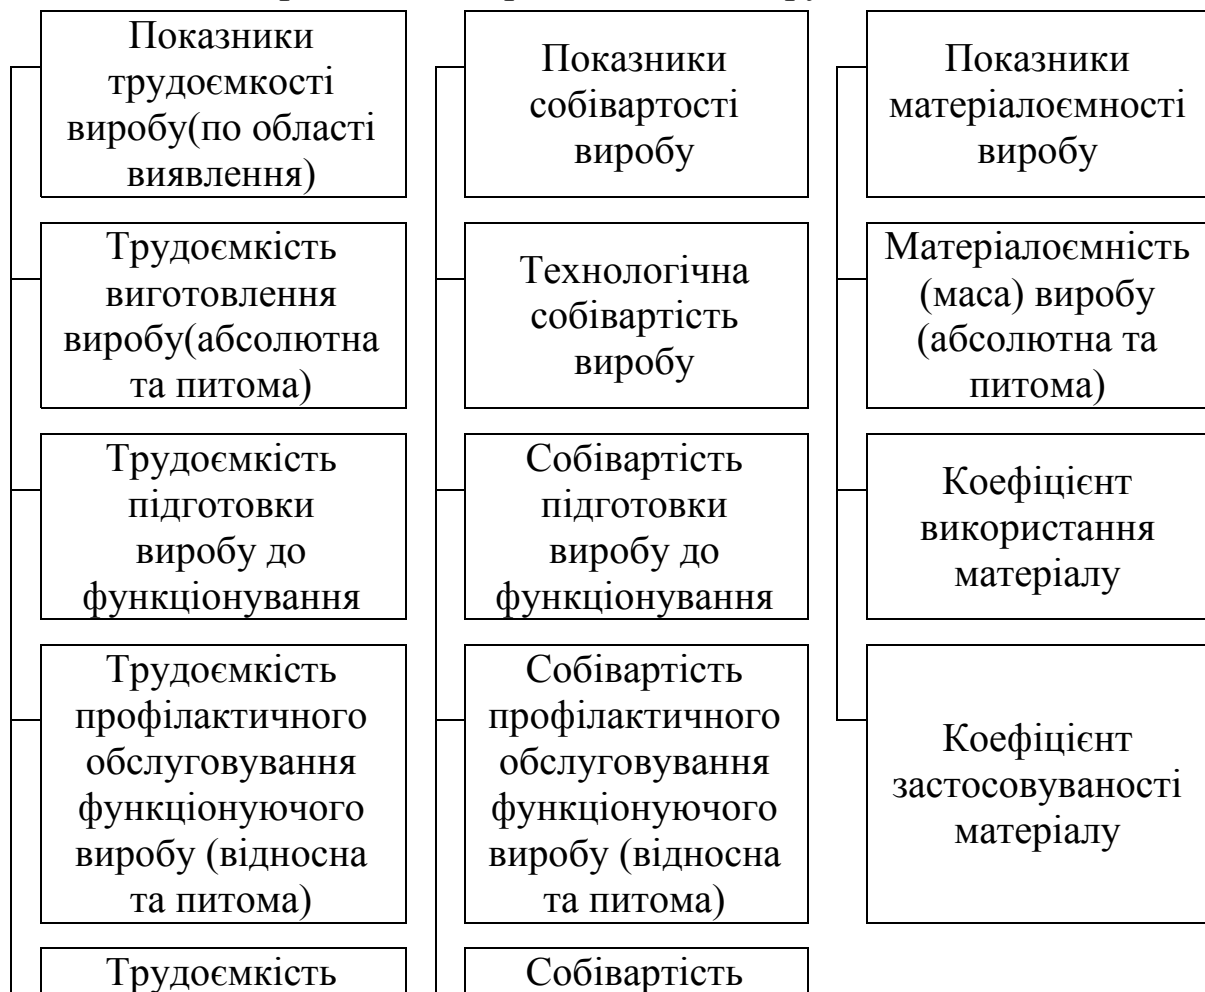 Показники
трудоємкості
виробу(по області
виявлення)
Трудоємкість
виготовлення
виробу(абсолютна
та питома)
Трудоємкість
підготовки
виробу до
функціонування
Трудоємкість
профілактичного
обслуговування
функціонуючого
виробу (відносна
та питома)
Трудоємкість
Показники
собівартості
виробу
Технологічна
собівартість
виробу
Собівартість
підготовки
виробу до
функціонування
Собівартість
профілактичного
обслуговування
функціонуючого
виробу (відносна
та питома)
Собівартість
Показники
матеріалоємності
виробу
Матеріалоємність
(маса) виробу
(абсолютна та
питома)
Коефіцієнт
використання
матеріалу
Коефіцієнт
застосовуваності
матеріалу